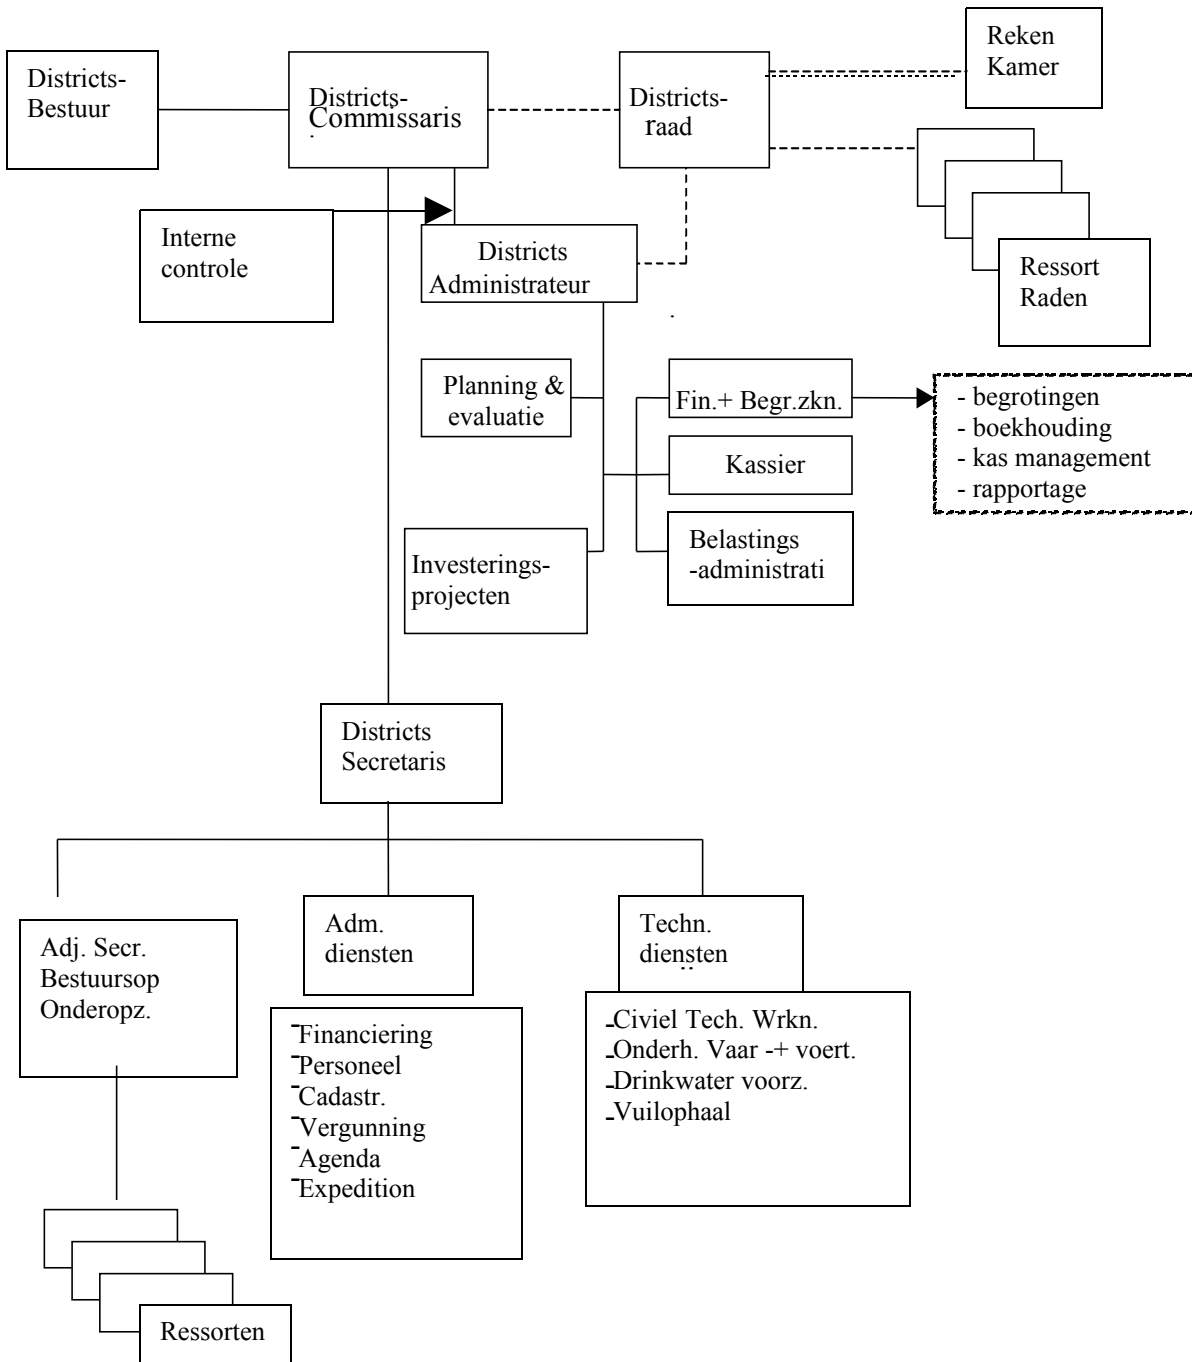 Districts-
Bestuur
Districts-
Commissaris
Districts-
raad
Reken
Kamer
Interne
controle
Districts
Administrateur
Ressort
Raden
Planning &
evaluatie
Fin.+ Begr.zkn.
- begrotingen
- boekhouding
- kas management
- rapportage
Kassier
Investerings-
projecten
Belastings
-administrati
Districts
Secretaris
Adj. Secr.
Bestuursop
Onderopz.
Adm.
diensten
Techn.
diensten
-Financiering
-Personeel
-Cadastr.
-Vergunning
-Agenda
-Expedition
-Civiel Tech. Wrkn.
-Onderh. Vaar -+ voert.
-Drinkwater voorz.
-Vuilophaal
Ressorten